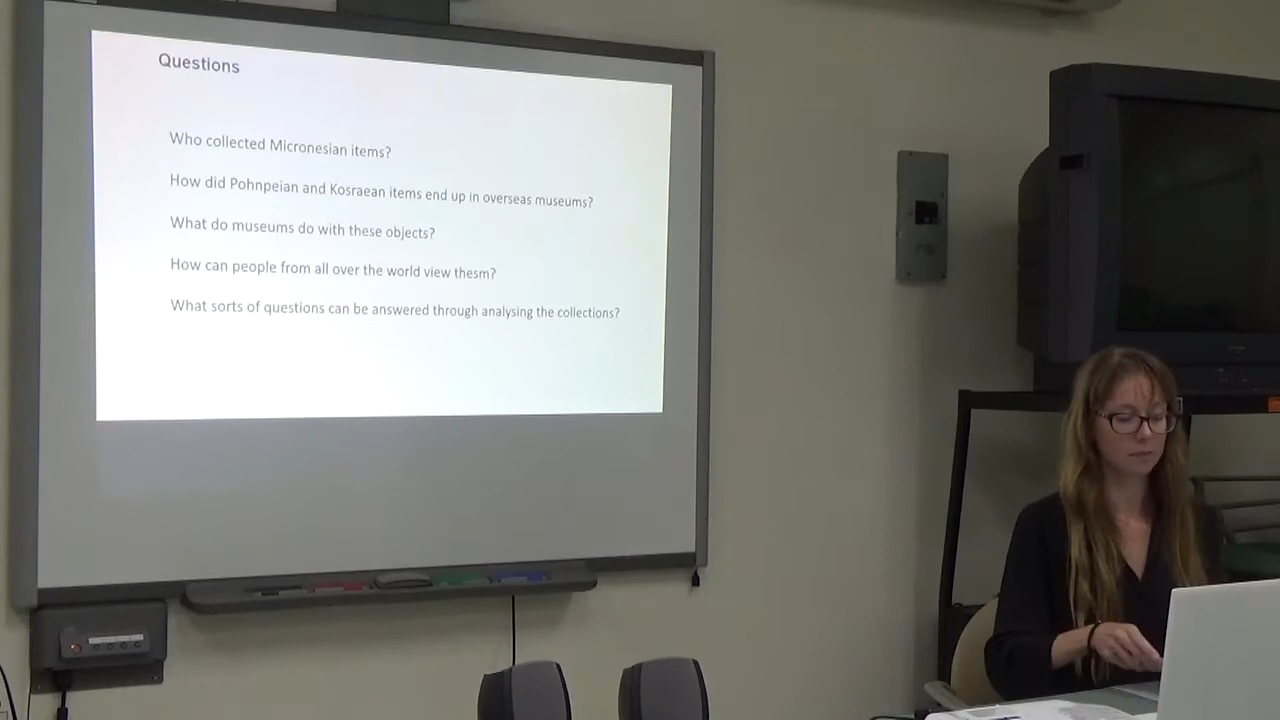 Questions
Who collected Micronesian items?
How did Pohnpeian and Kosraean items end up in overseas museums?
What do museums do with these objects?
How can people from all over the world view thesm?
What sorts of questions can be answered through analysing the collections?